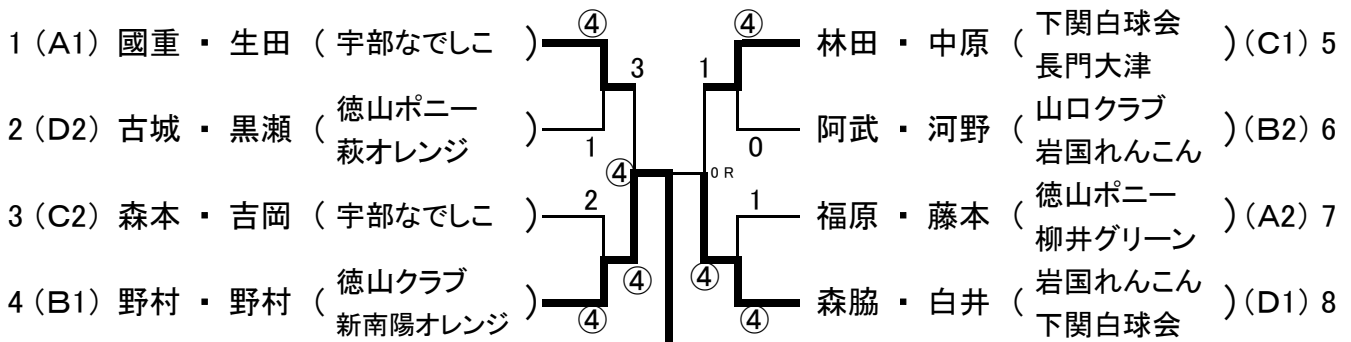 ④ ④
1 (A1) 國重 ・ 生田 ( 宇部なでしこ ) 林田 ・ 中原 ( 下関白球会 長門大津 ) (C1) 5
3 1
2 (D2) 古城 ・ 黒瀬 ( 徳山ポニー 萩オレンジ ) 阿武 ・ 河野 ( 山口クラブ 岩国れんこん ) (B2) 6
1 0
④ 0 R
3 (C2) 森本 ・ 吉岡 ( 宇部なでしこ ) 2 1 福原 ・ 藤本 ( 徳山ポニー 柳井グリーン ) (A2) 7
④ ④
4 (B1) 野村 ・ 野村 ( 徳山クラブ 新南陽オレンジ ) 森脇 ・ 白井 ( 岩国れんこん 下関白球会 ) (D1) 8
④ ④